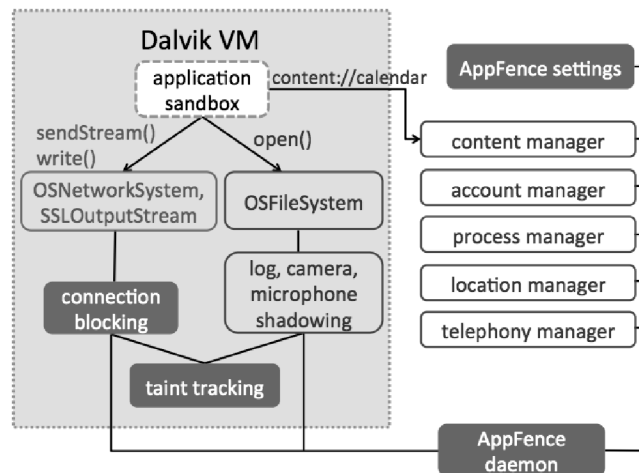 Dalvik VM
application
sandbox
content://calendar
AppFence settings
sendStream()
write()
open()
content manager
OSNetworkSystem,
SSLOutputStream
OSFileSystem
account manager
process manager
log, camera,
microphone
shadowing
location manager
connection
blocking
telephony manager
taint tracking
AppFence
daemon